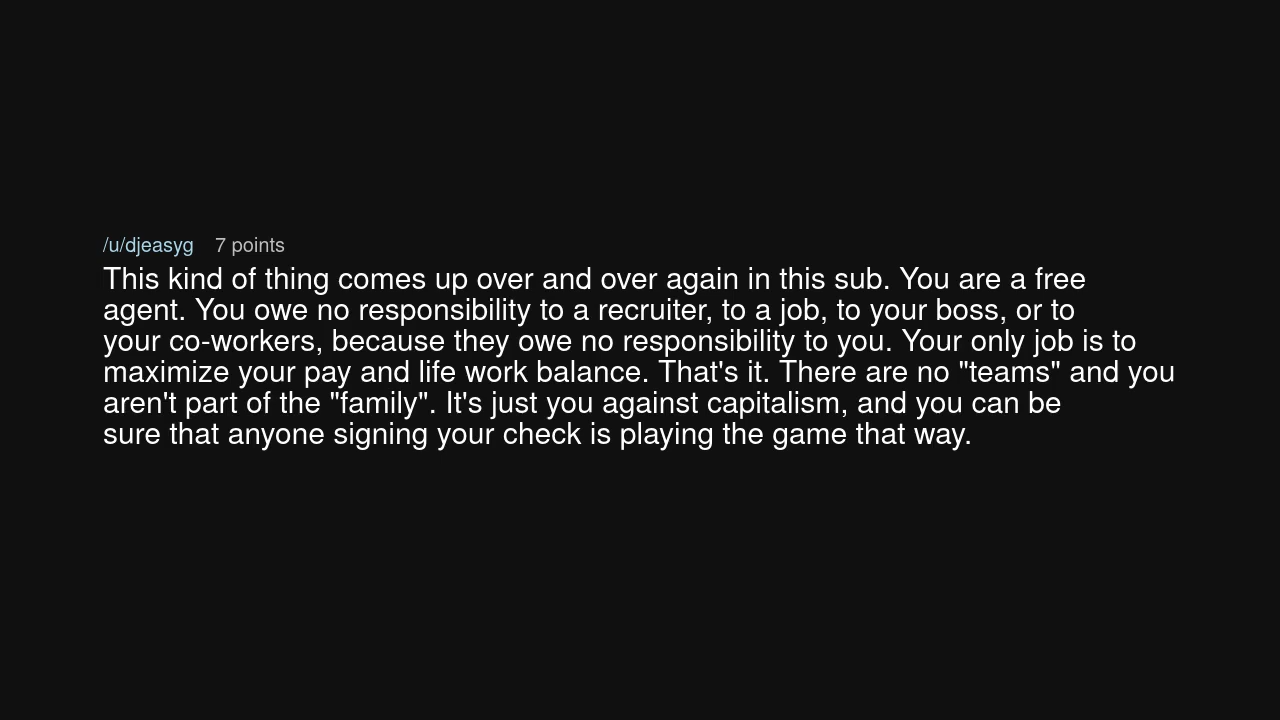 /u/djeasyg 7 points
This kind of thing comes up over and over again in this sub. You are a free
agent. You owe no responsibility to a recruiter, to a job, to your boss, or to
your co-workers, because they owe no responsibility to you. Your only job is to
maximize your pay and life work balance. That's it. There are no "teams" and you
aren't part of the "family". It's just you against capitalism, and you can be
sure that anyone signing your check is playing the game that way.